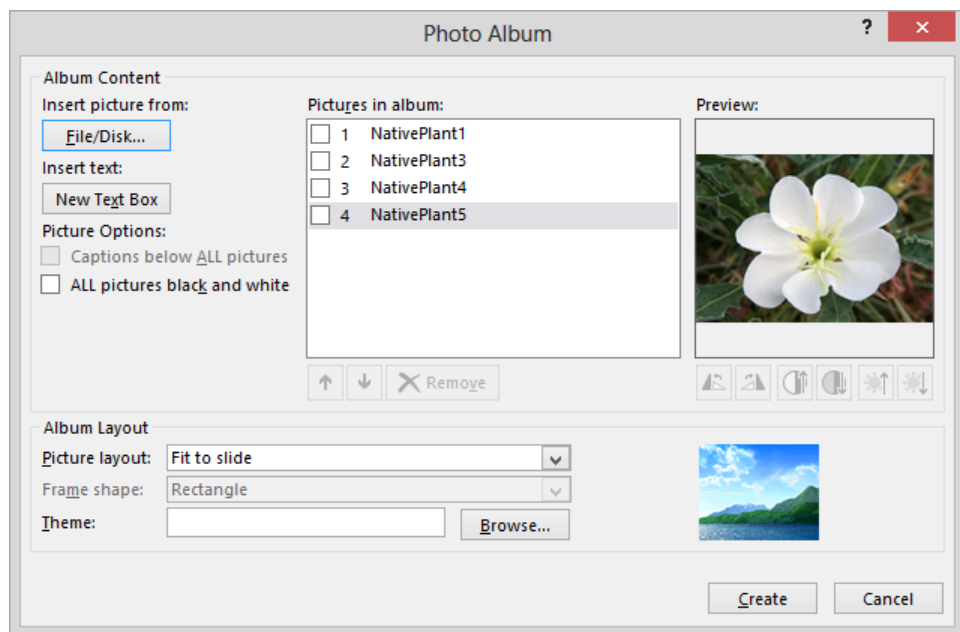 Photo Album
?
Album Content
Insert picture from:
File/Disk...
Insert text:
New Text Box
Picture Options:
Captions below ALL pictures
ALL pictures black and white
Pictures in album:
1 NativePlant1
2 NativePlant3
3 NativePlant4
4 NativePlant5
Remove
Preview:
Album Layout
Picture layout: Fit to slide
Frame shape: Rectangle
Theme:
Browse...
Create
Cancel